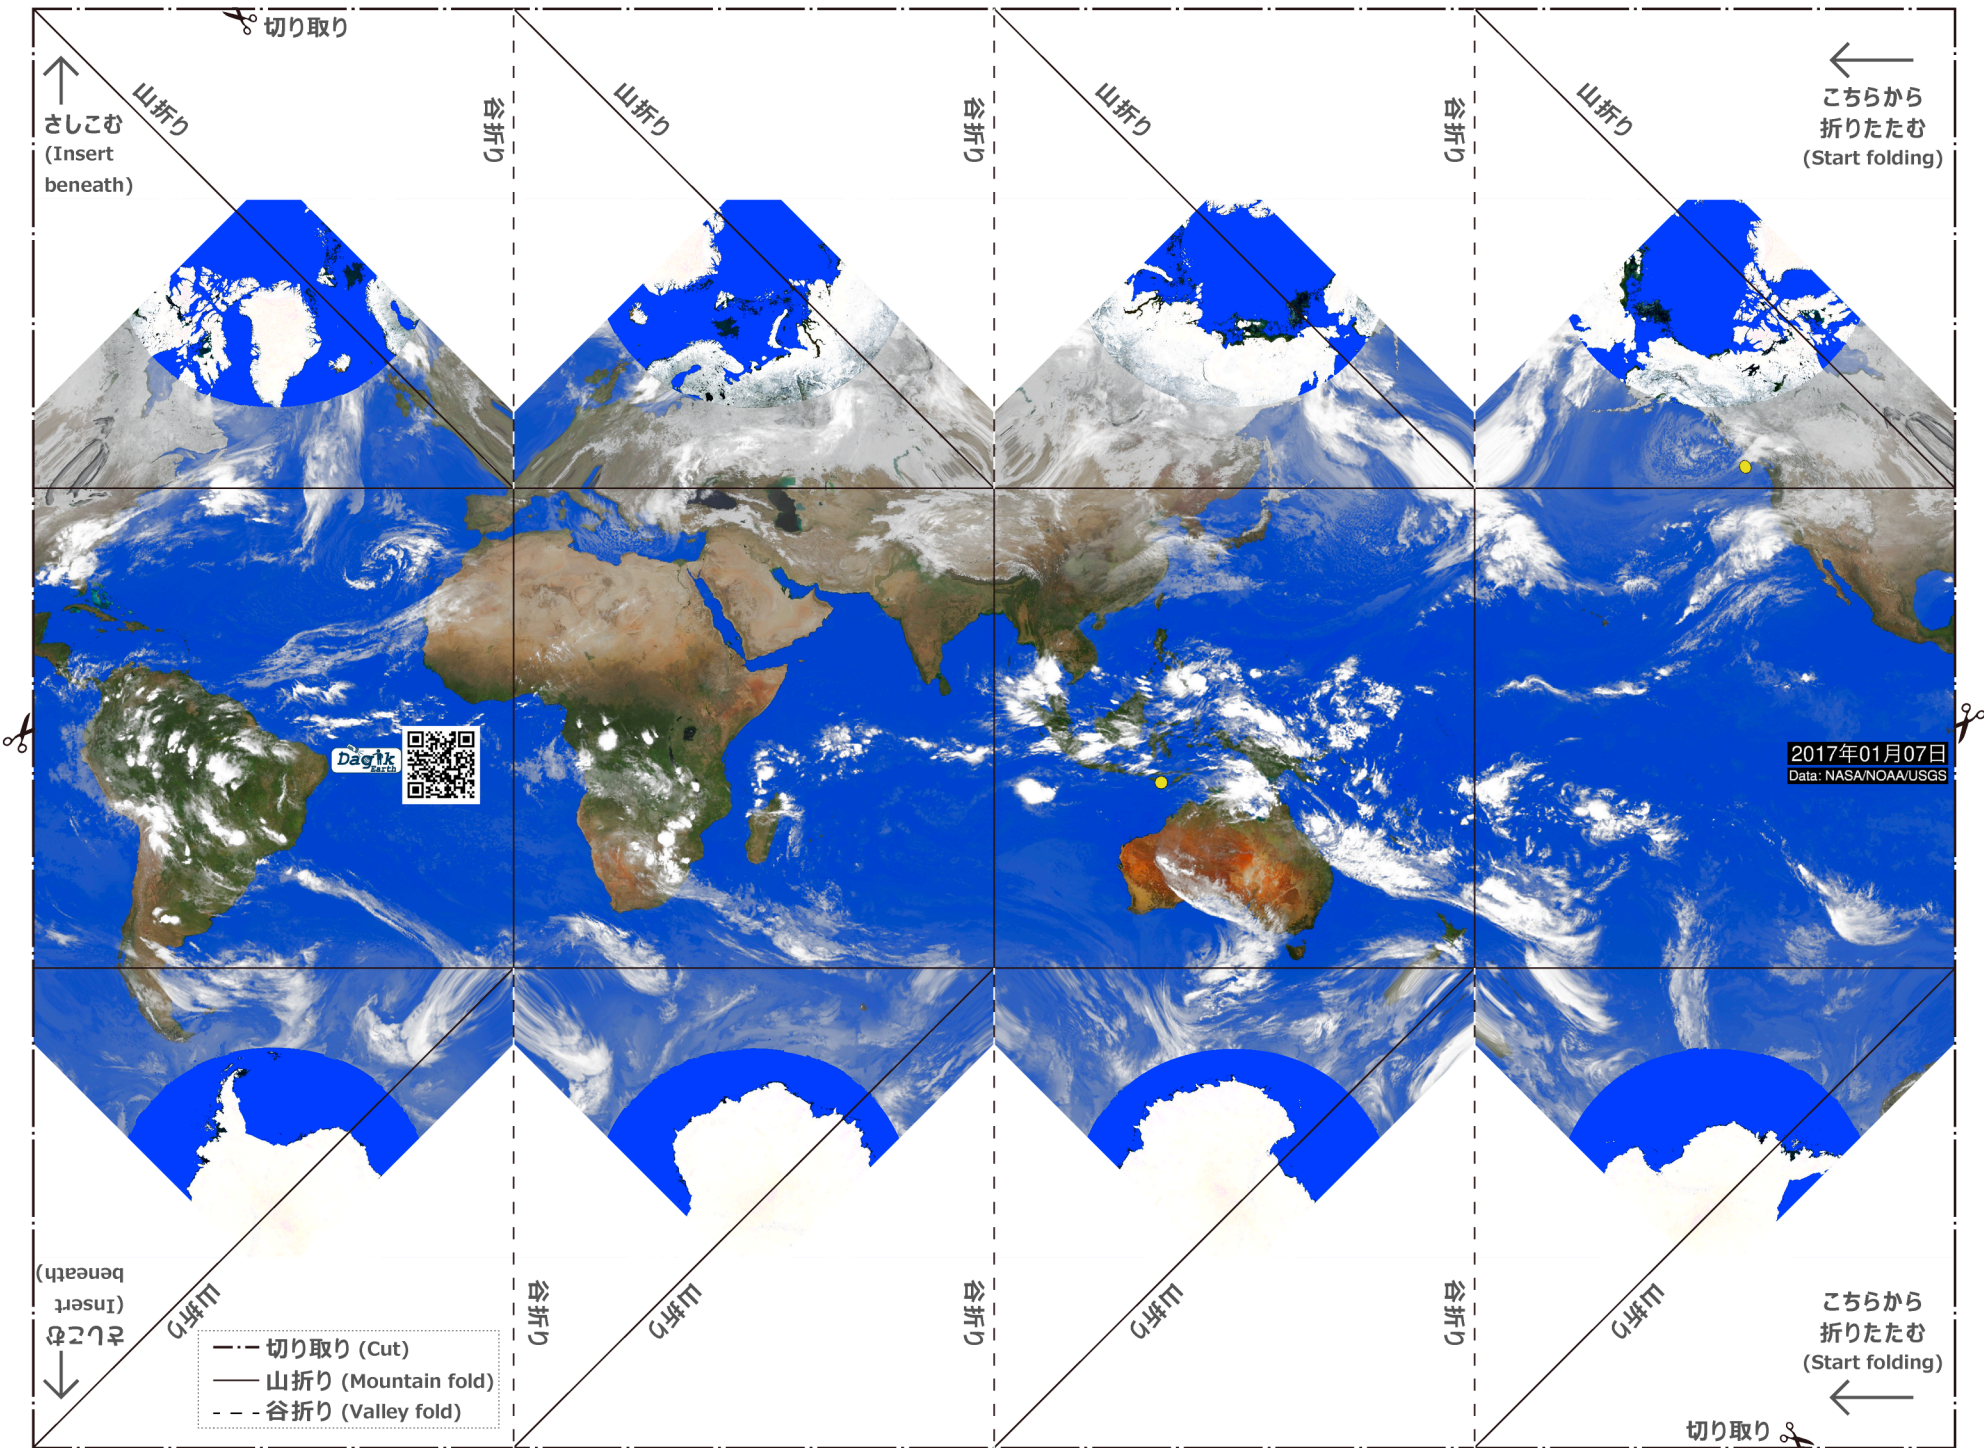 切り取り
山折り
谷折り
山折り
谷折り
山折り
谷折り
山折り
さしこむ
(Insert
beneath)
こちらから
折りたたむ
(Start folding)
Dagik
Earth
2017年01月07日
Data: NASA/NOAA/USGS
さしこむ
(Insert
beneath)
山折り
谷折り
山折り
谷折り
山折り
谷折り
山折り
切り取り (Cut)
山折り (Mountain fold)
谷折り (Valley fold)
こちらから
折りたたむ
(Start folding)
切り取り